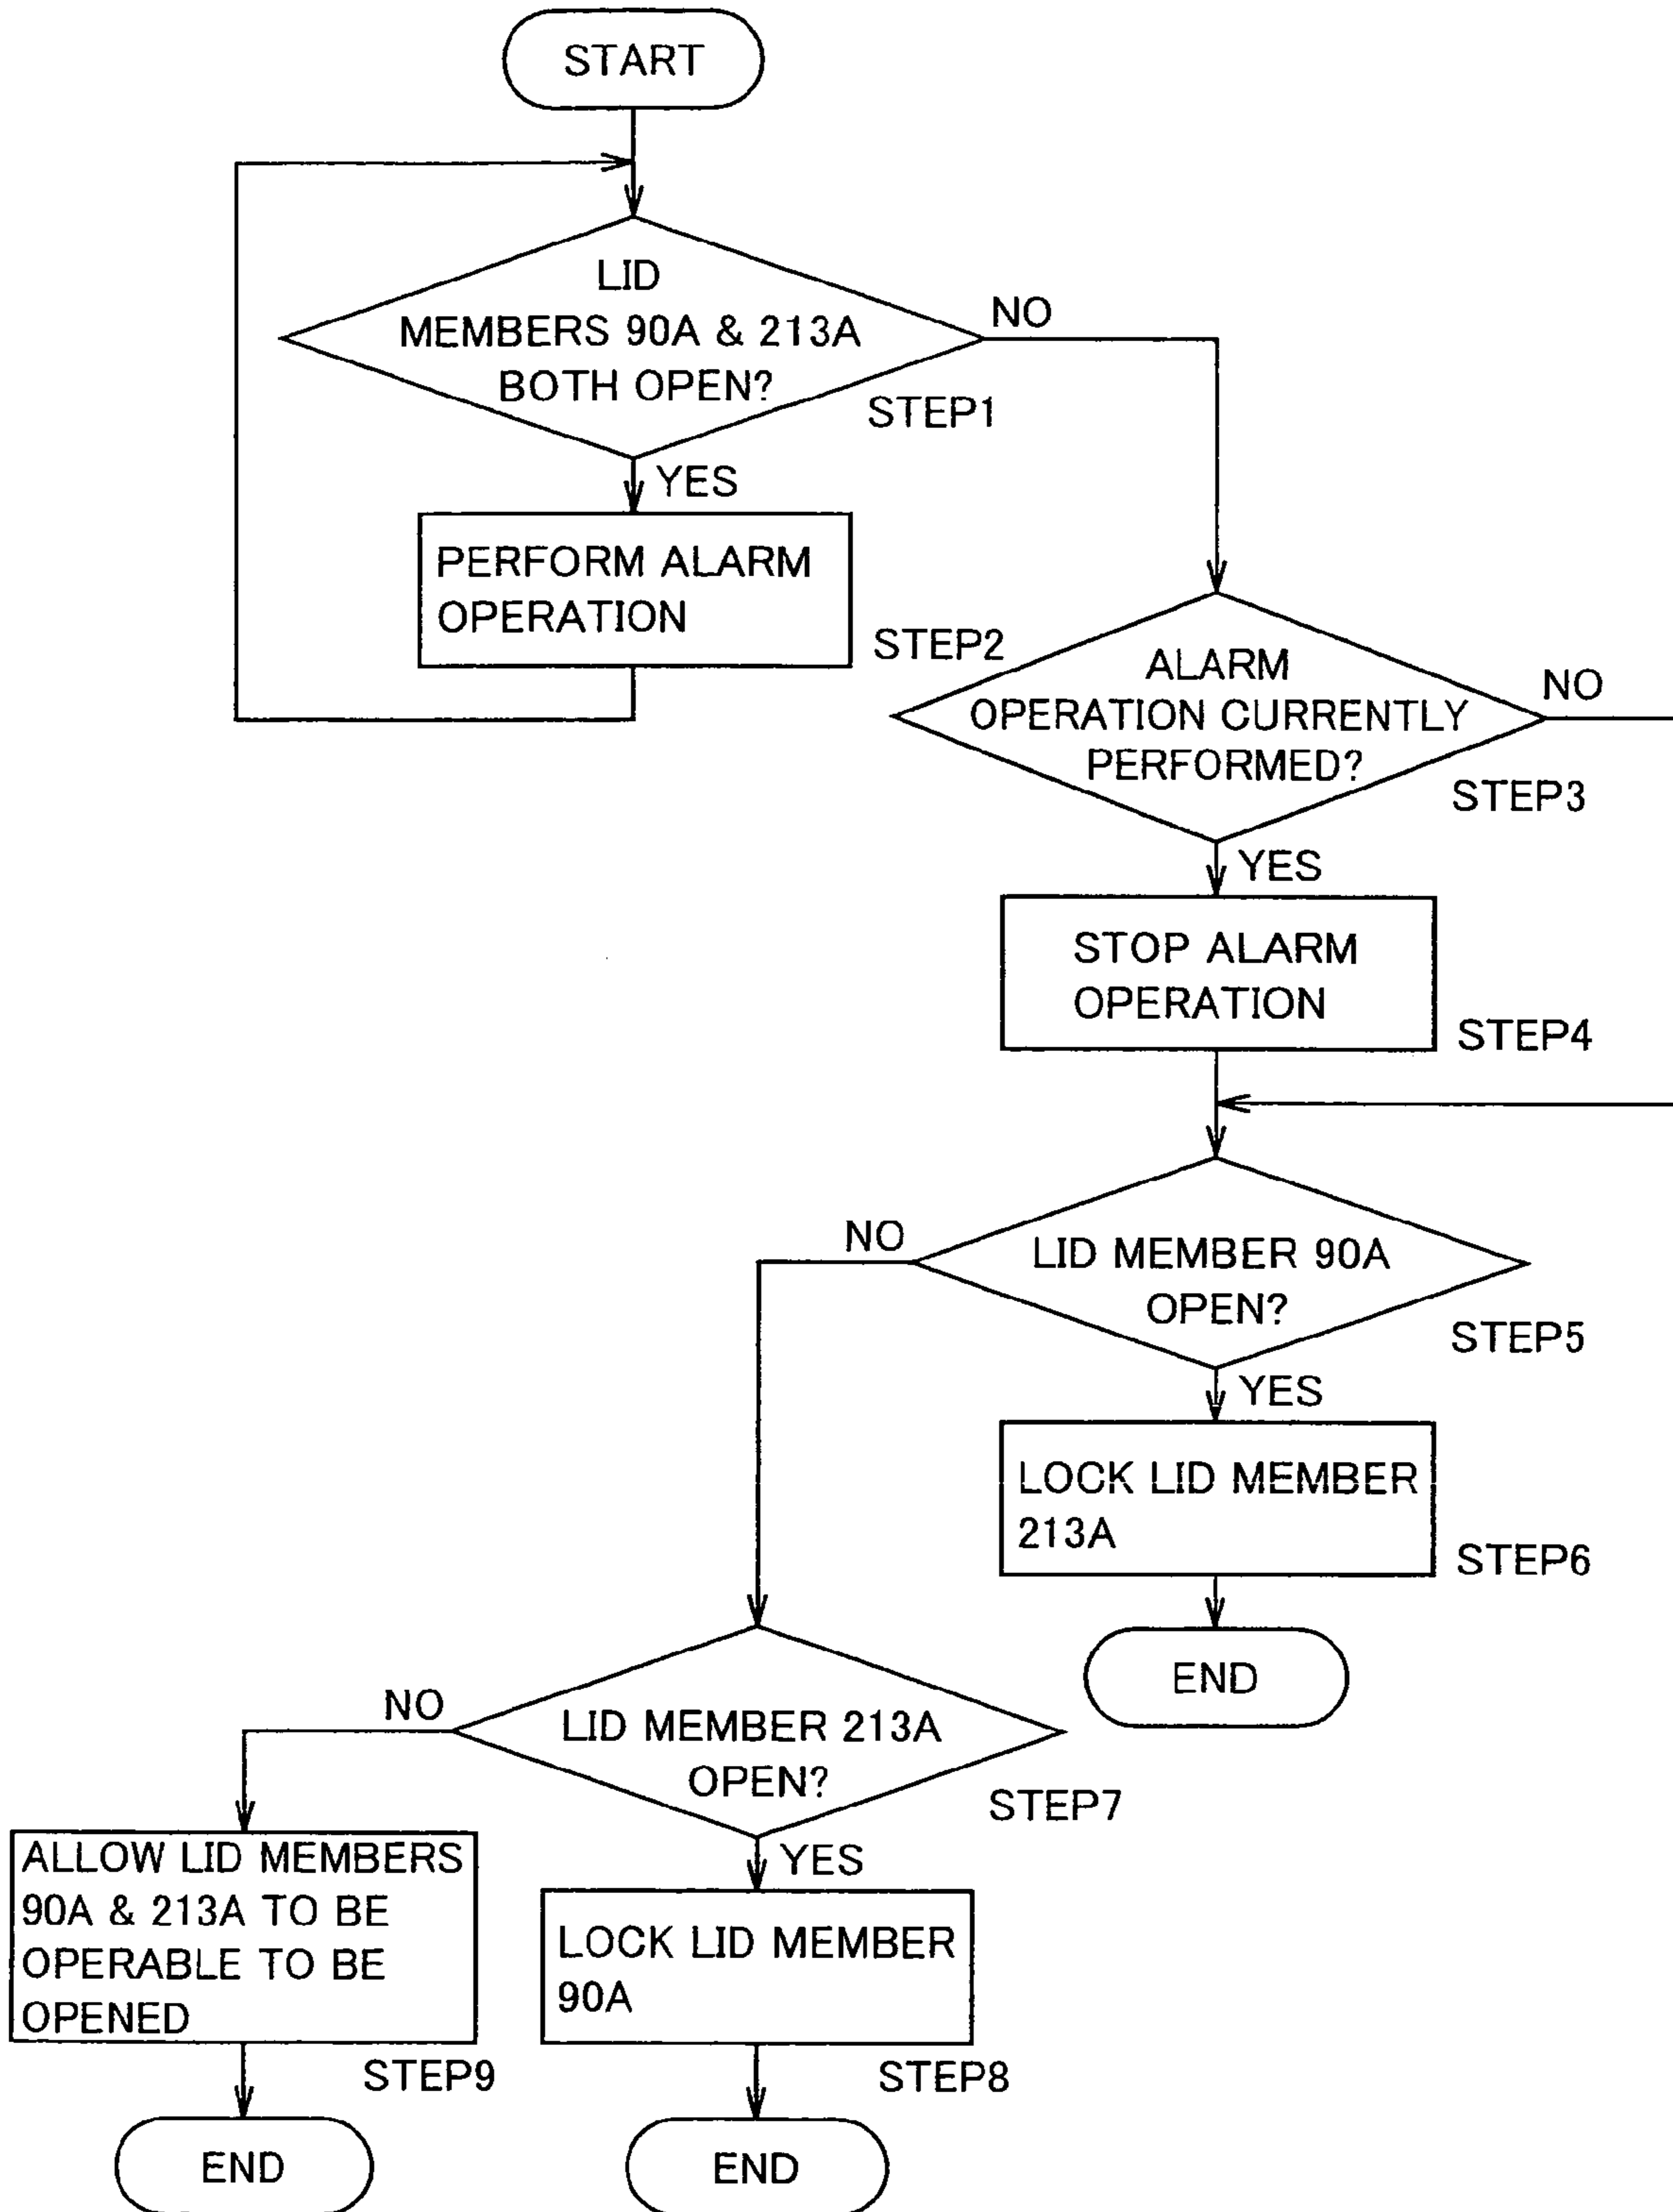 START
LID
MEMBERS 90A & 213A
BOTH OPEN?
NO
STEP1
YES
PERFORM ALARM
OPERATION
STEP2
ALARM
OPERATION CURRENTLY
PERFORMED?
NO
STEP3
YES
STOP ALARM
OPERATION
STEP4
LID MEMBER 90A
OPEN?
NO
STEP5
YES
LOCK LID MEMBER
213A
STEP6
END
LID MEMBER 213A
OPEN?
NO
STEP7
YES
ALLOW LID MEMBERS
90A & 213A TO BE
OPERABLE TO BE
OPENED
STEP9
LOCK LID MEMBER
90A
STEP8
END
END